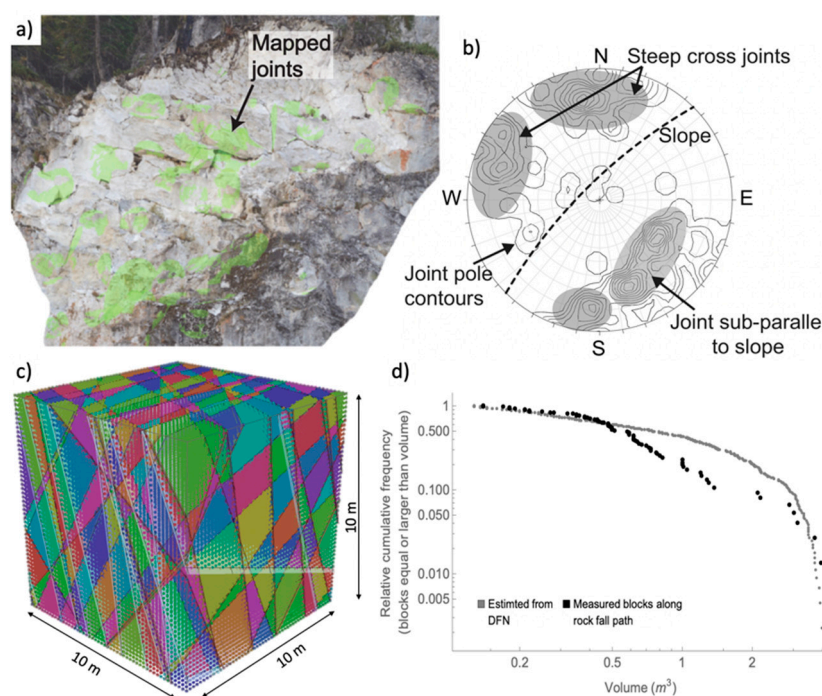 a)
Mapped
joints
b)
N
Steep cross joints
Slope
W
E
Joint pole
contours
S
Joint sub-paralle
to slope
c)
10 m
10 m
10 m
d)
Relative cumulative frequency
(blocks equal or larger than volume)
1
0.500
0.100
0.050
0.010
0.005
Estimted from
DFN
Measured blocks along
rock fall path
0.2
0.5
1
2
Volume (m³)